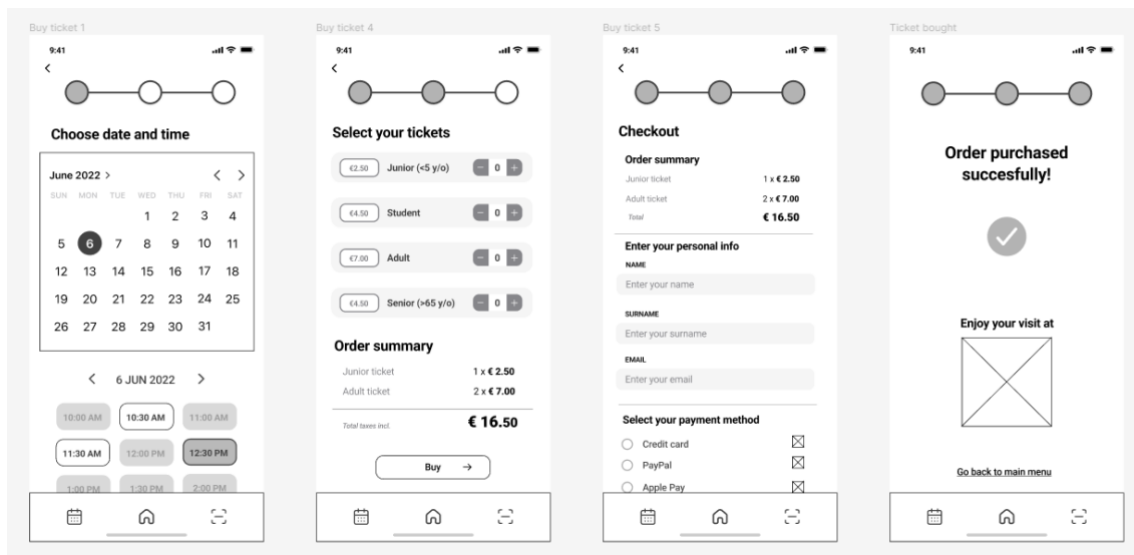 Buy ticket 1
9:41
Choose date and time
June 2022 >
SUN MON TUE WED THU FRI SAT
1 2 3 4
5 6 7 8 9 10 11
12 13 14 15 16 17 18
19 20 21 22 23 24 25
26 27 28 29 30 31
6 JUN 2022
10:00 AM 10:30 AM 11:00 AM
11:30 AM 12:00 PM 12:30 PM
1:00 PM 1:30 PM 2:00 PM
Buy ticket 4
9:41
Select your tickets
€2.50 Junior (<5 y/o) - 0 +
€4.50 Student - 0 +
€7.00 Adult - 0 +
€4.50 Senior (>65 y/o) - 0 +
Order summary
Junior ticket 1 x € 2.50
Adult ticket 2 x € 7.00
Total taxes incl. € 16.50
Buy →
Buy ticket 5
9:41
Checkout
Order summary
Junior ticket 1 x € 2.50
Adult ticket 2 x € 7.00
Total € 16.50
Enter your personal info
NAME
Enter your name
SURNAME
Enter your surname
EMAIL
Enter your email
Select your payment method
Credit card
PayPal
Apple Pay
Ticket bought
9:41
Order purchased
succesfully!
Enjoy your visit at
Go back to main menu